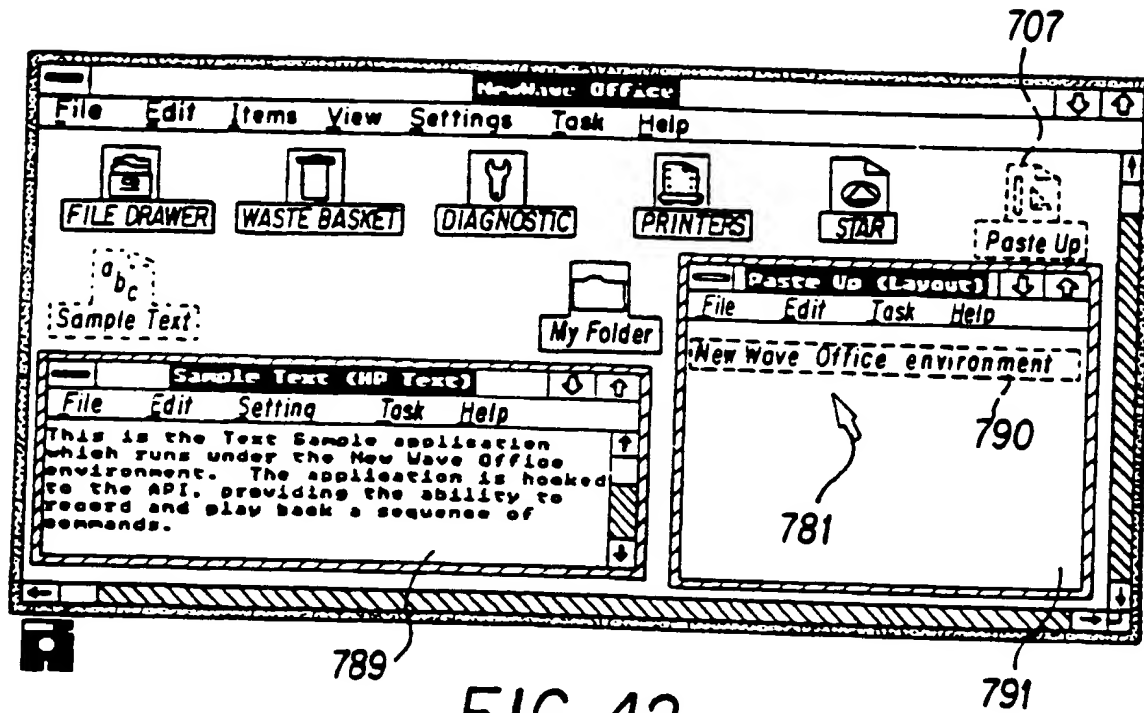 707
NewWave Office
File Edit Items View Settings Task Help
FILE DRAWER WASTE BASKET DIAGNOSTIC PRINTERS STAR Paste Up
abc
Sample Text
My Folder
Paste Up (Layout)
File Edit Task Help
New Wave Office environment
790
781
Sample Text (HP Text)
File Edit Setting Task Help
This is the Text Sample application
which runs under the New Wave Office
environment. The application is hooked
to the API, providing the ability to
record and play back a sequence of
commands.
789
791
FIG 42